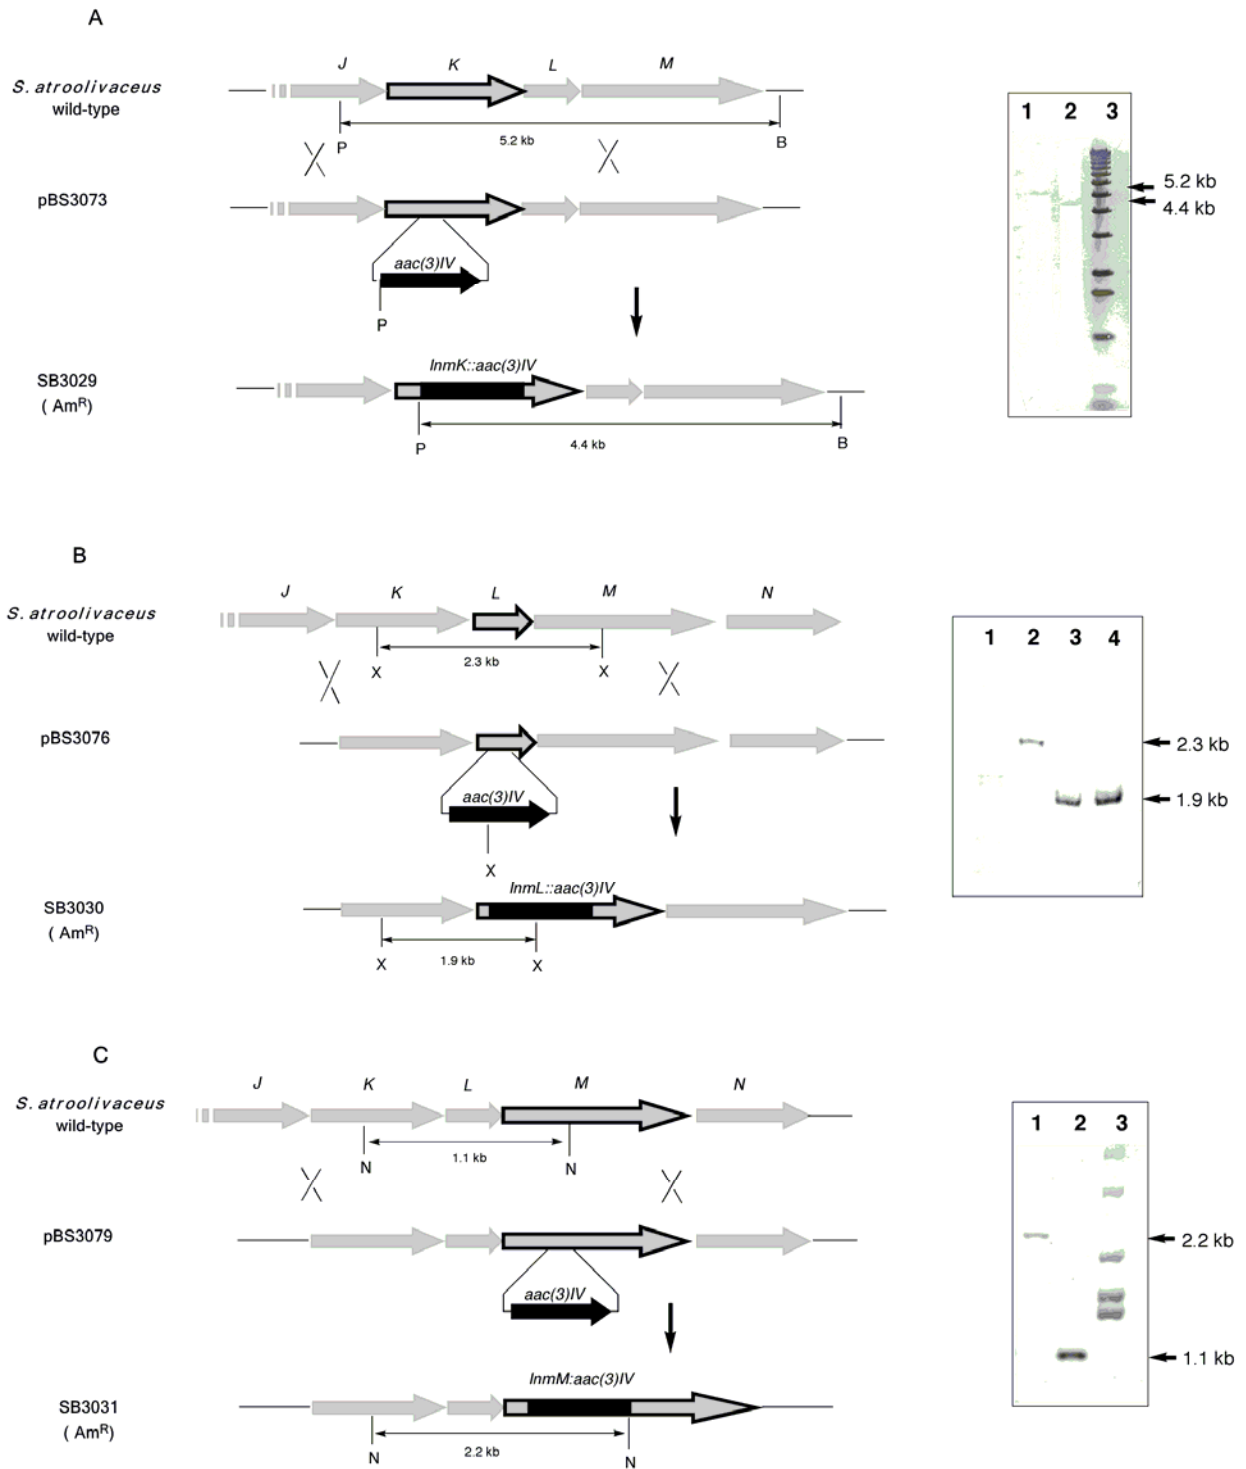 A
J K L M
S. atroolivaceus
wild-type
5.2 kb
P B
pBS3073
aac(3)IV
P
lnmK::aac(3)IV
SB3029
( AmR)
P 4.4 kb B
1 2 3
5.2 kb
4.4 kb
B
J K L M N
S. atroolivaceus
wild-type
2.3 kb
X X
pBS3076
aac(3)IV
X
lnmL::aac(3)IV
SB3030
( AmR)
1.9 kb
X X
1 2 3 4
2.3 kb
1.9 kb
C
J K L M N
S. atroolivaceus
wild-type
1.1 kb
N N
pBS3079
aac(3)IV
lnmM:aac(3)IV
SB3031
( AmR)
2.2 kb
N N
1 2 3
2.2 kb
1.1 kb